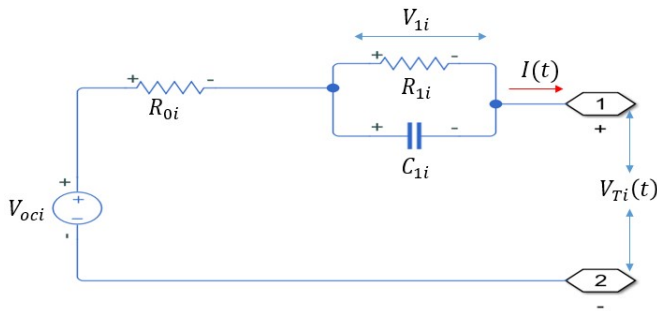 V_{1i}
+ -
R_{1i}
I(t)
+ -
R_{0i}
1
+
+ -
C_{1i}
V_{oci}
+
+
−
-
V_{Ti}(t)
2
-